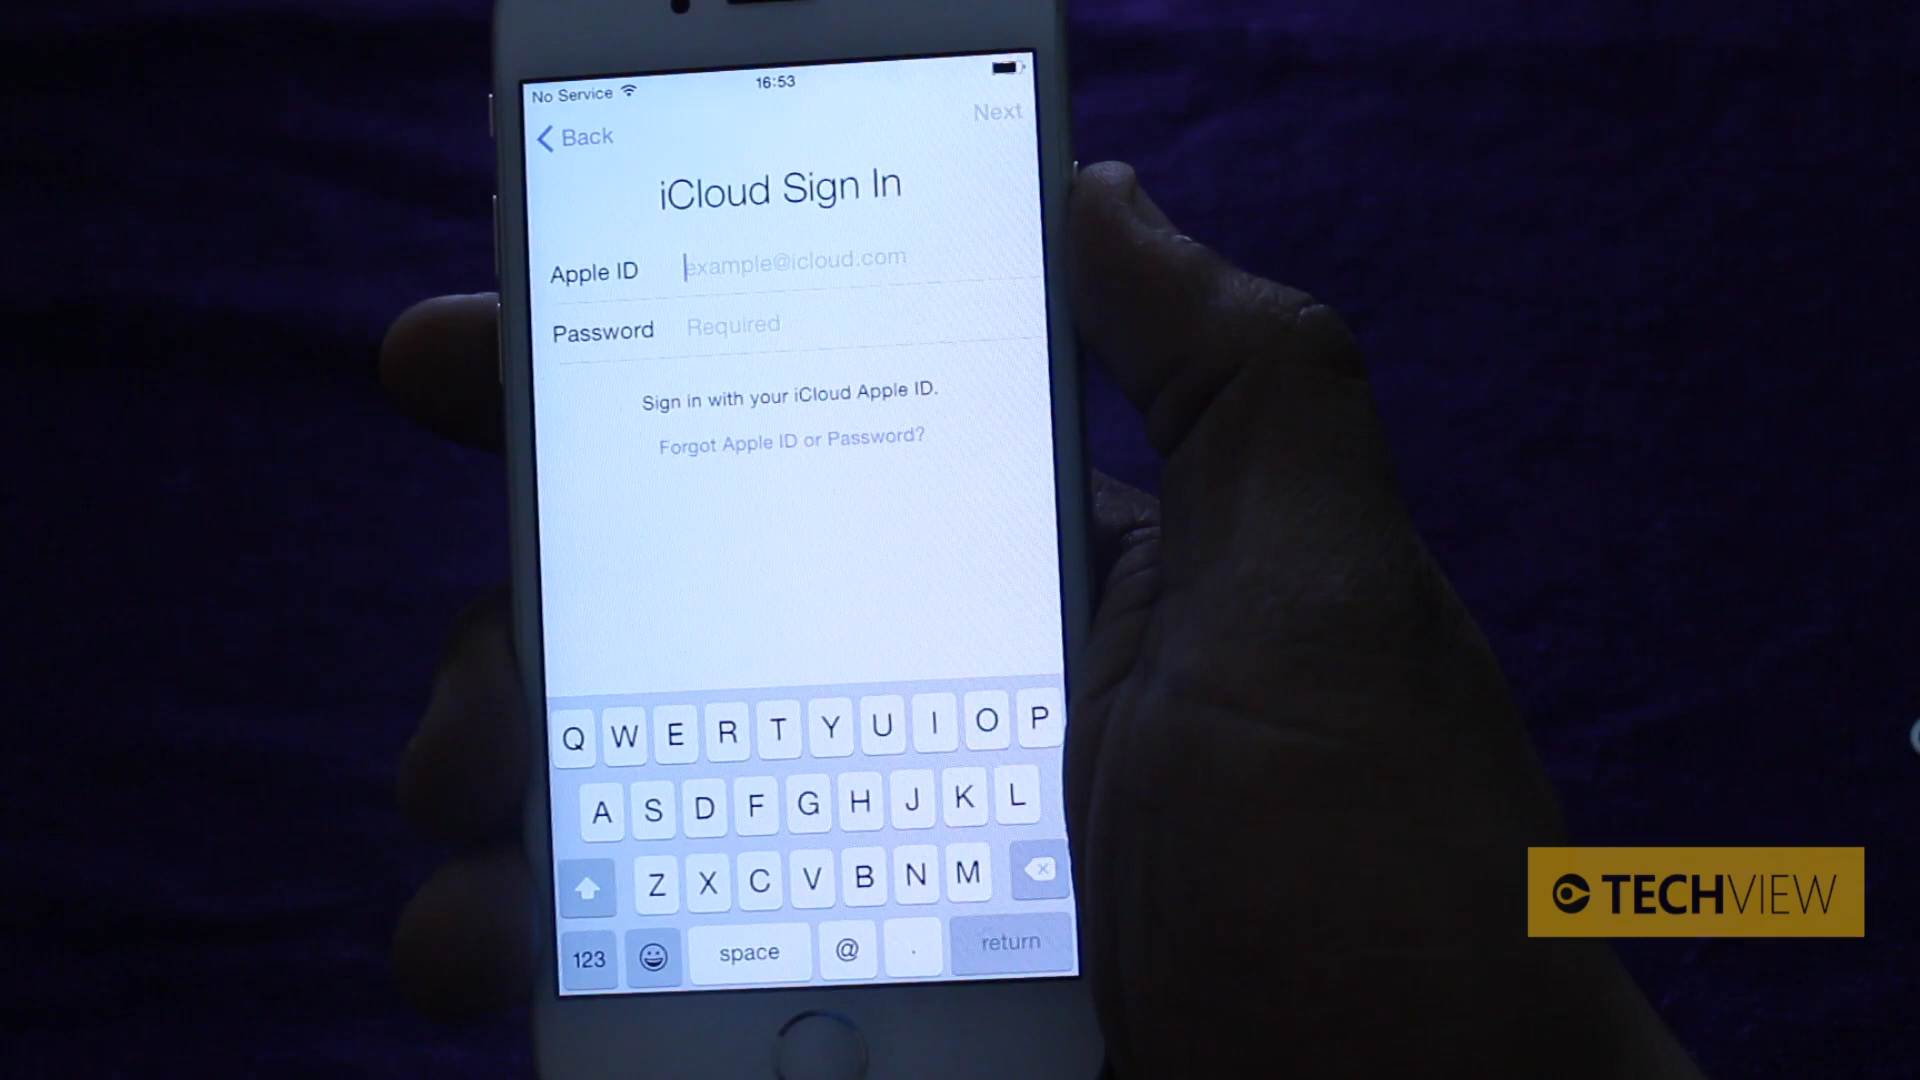 No Service
16:53
Back
Next
iCloud Sign In
Apple ID example@icloud.com
Password Required
Sign in with your iCloud Apple ID.
Forgot Apple ID or Password?
Q W E R T Y U I O P
A S D F G H J K L
Z X C V B N M
123 space @ . return
TECHVIEW